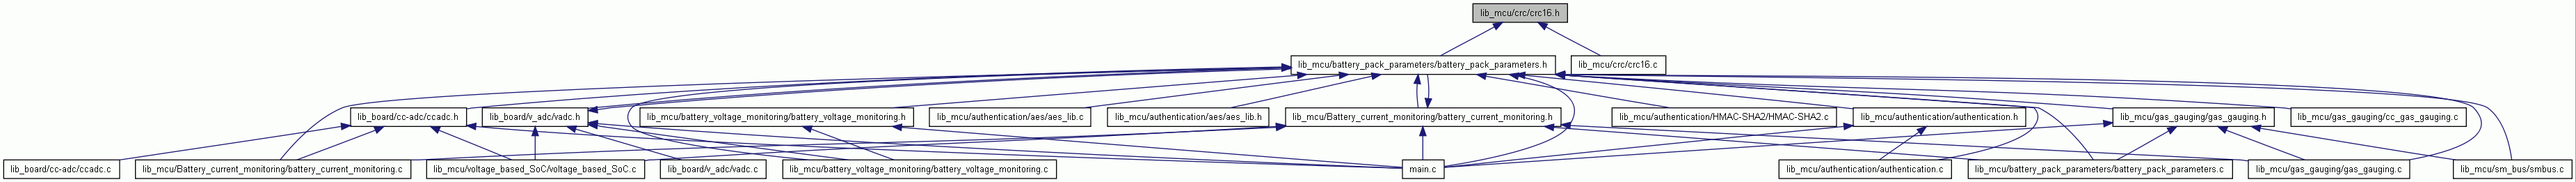 lib_mcu/crc/crc16.h
lib_mcu/battery_pack_parameters/battery_pack_parameters.h
lib_mcu/crc/crc16.c
lib_board/cc-adc/ccadc.h
lib_board/v_adc/vadc.h
lib_mcu/battery_voltage_monitoring/battery_voltage_monitoring.h
lib_mcu/authentication/aes/aes_lib.c
lib_mcu/authentication/aes/aes_lib.h
lib_mcu/Battery_current_monitoring/battery_current_monitoring.h
lib_mcu/authentication/HMAC-SHA2/HMAC-SHA2.c
lib_mcu/authentication/authentication.h
lib_mcu/gas_gauging/gas_gauging.h
lib_mcu/gas_gauging/cc_gas_gauging.c
lib_board/cc-adc/ccadc.c
lib_mcu/Battery_current_monitoring/battery_current_monitoring.c
lib_mcu/voltage_based_SoC/voltage_based_SoC.c
lib_board/v_adc/vadc.c
lib_mcu/battery_voltage_monitoring/battery_voltage_monitoring.c
main.c
lib_mcu/authentication/authentication.c
lib_mcu/battery_pack_parameters/battery_pack_parameters.c
lib_mcu/gas_gauging/gas_gauging.c
lib_mcu/sm_bus/smbus.c